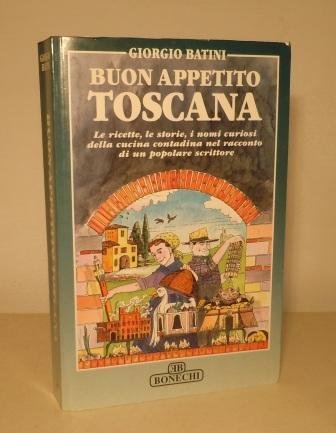 GIORGIO BATINI
BUON APPETITO
TOSCANA
Le ricette, le storie, i nomi curiosi
della cucina contadina nel racconto
di un popolare scrittore
BONECHI